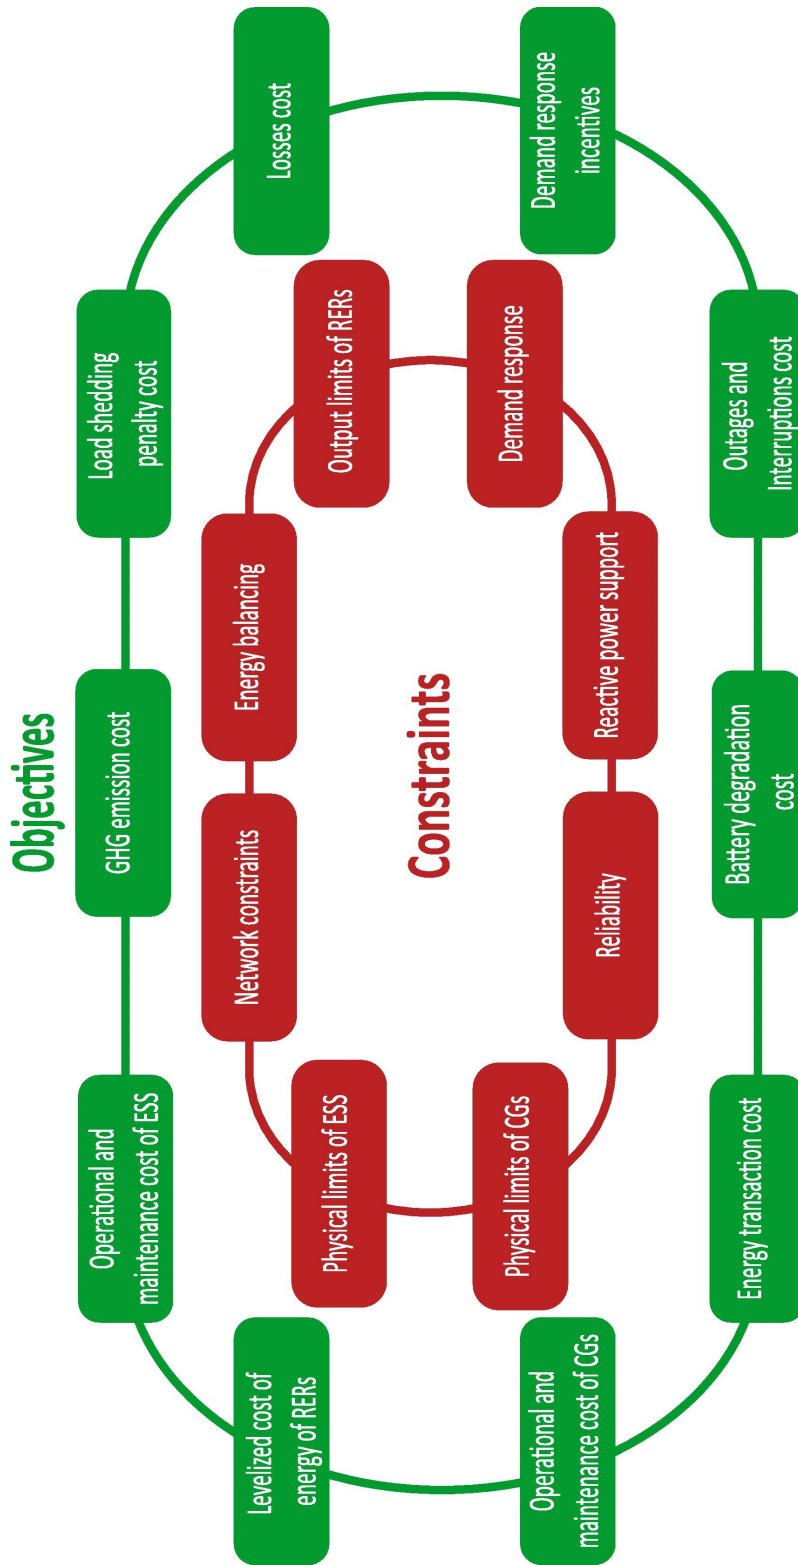 Objectives
Operational and
maintenance cost of ESS
GHG emission cost
Load shedding
penalty cost
Levelized cost of
energy of RERs
Losses cost
Network constraints
Energy balancing
Physical limits of ESS
Output limits of RERs
Constraints
Physical limits of CGs
Demand response
Reliability
Reactive power support
Operational and
maintenance cost of CGs
Demand response
incentives
Energy transaction cost
Battery degradation
cost
Outages and
Interruptions cost